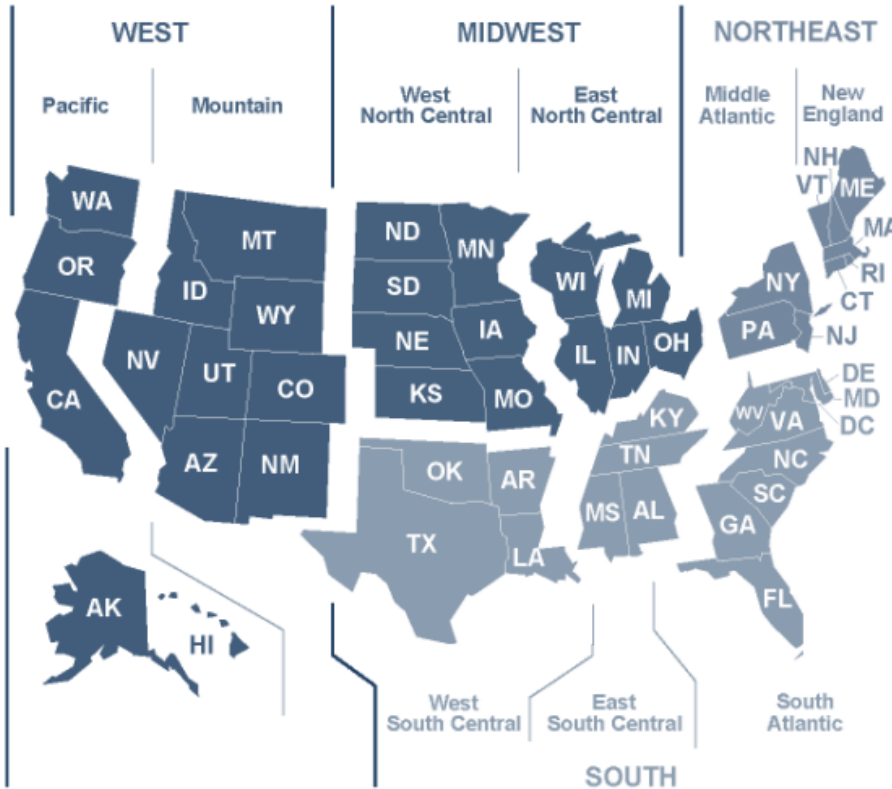 WEST
MIDWEST
NORTHEAST
Pacific
Mountain
West
North Central
East
North Central
Middle
Atlantic
New
England
NH
VT
ME
WA
MT
ND
MN
MA
OR
ID
SD
WI
MI
NY
RI
WY
CT
NV
NE
IA
PA
NJ
UT
CO
KS
IL
IN
OH
CA
MO
DE
MD
WV
VA
DC
KY
AZ
NM
OK
AR
TN
NC
SC
TX
LA
MS
AL
GA
AK
HI
FL
West
South Central
East
South Central
South
Atlantic
SOUTH